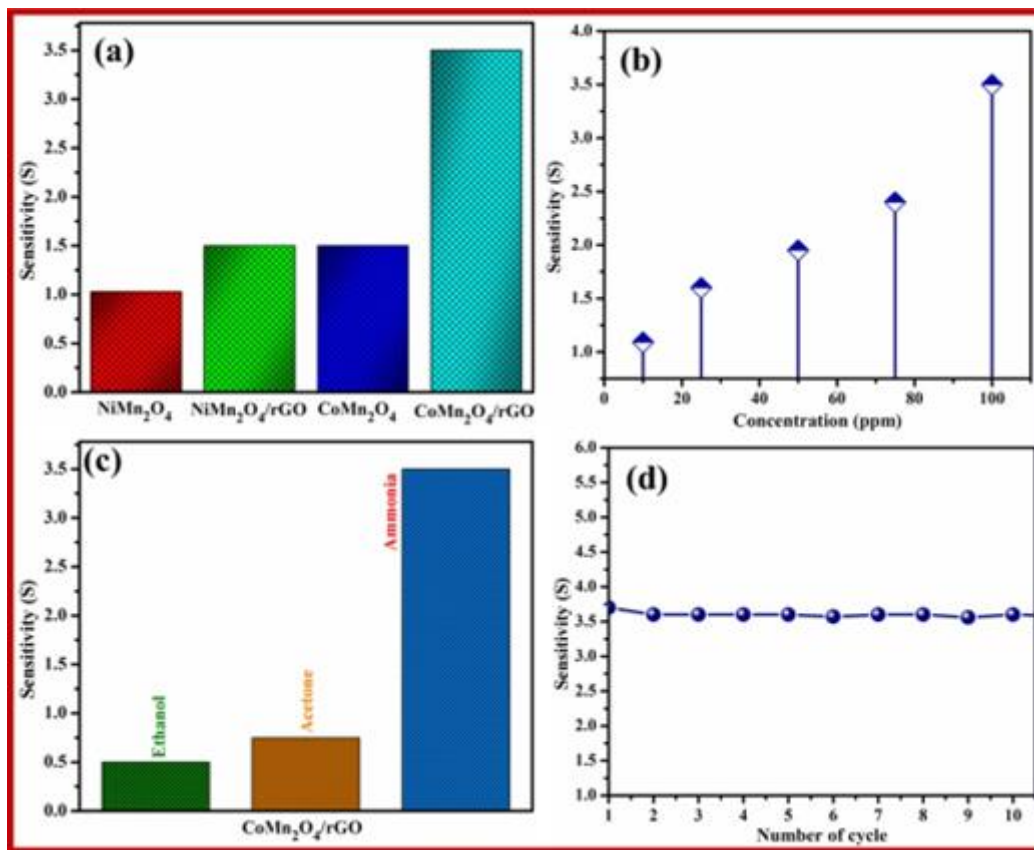 (a)
Sensitivity (S)
3.5
3.0
2.5
2.0
1.5
1.0
0.5
0.0
NiMn₂O₄ NiMn₂O₄/rGO CoMn₂O₄ CoMn₂O₄/rGO
(b)
Sensitivity (S)
4.0
3.5
3.0
2.5
2.0
1.5
1.0
0 20 40 60 80 100
Concentration (ppm)
(c)
Sensitivity (S)
3.5
3.0
2.5
2.0
1.5
1.0
0.5
0.0
Ethanol
Acetone
Ammonia
CoMn₂O₄/rGO
(d)
Sensitivity (S)
6.0
5.5
5.0
4.5
4.0
3.5
3.0
2.5
2.0
1.5
1.0
1 2 3 4 5 6 7 8 9 10
Number of cycle